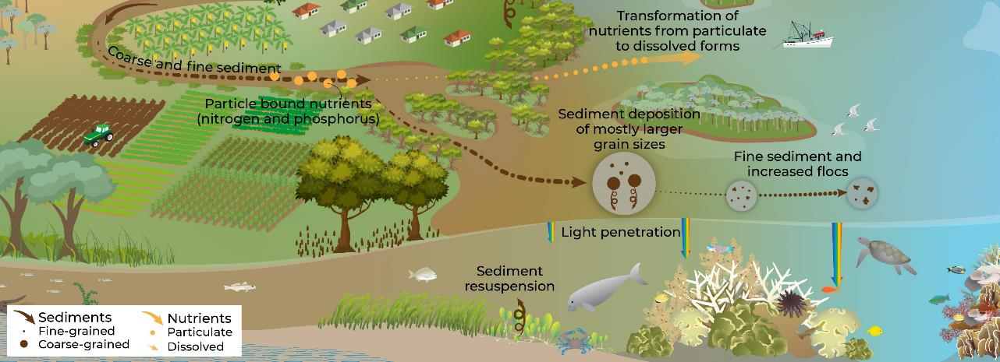 Transformation of
nutrients from particulate
to dissolved forms
Coarse and fine sediment
Particle bound nutrients
(nitrogen and phosphorus)
Sediment deposition
of mostly larger
grain sizes
Fine sediment and
increased flocs
Light penetration
Sediment
resuspension
Sediments
Fine-grained
Coarse-grained
Nutrients
Particulate
Dissolved